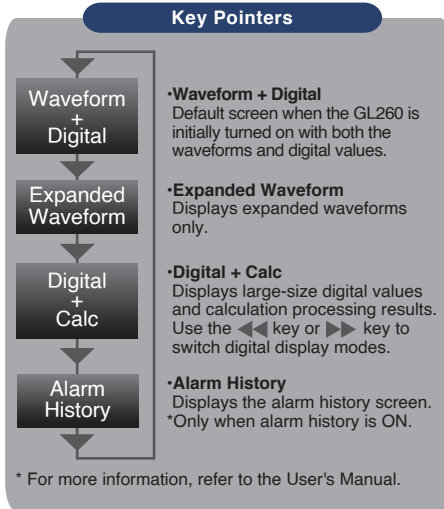 Key Pointers
Waveform
+
Digital
•Waveform + Digital
Default screen when the GL260 is
initially turned on with both the
waveforms and digital values.
Expanded
Waveform
•Expanded Waveform
Displays expanded waveforms
only.
Digital
+
Calc
•Digital + Calc
Displays large-size digital values
and calculation processing results.
Use the ◀◀ key or ▶▶ key to
switch digital display modes.
Alarm
History
•Alarm History
Displays the alarm history screen.
*Only when alarm history is ON.
* For more information, refer to the User's Manual.